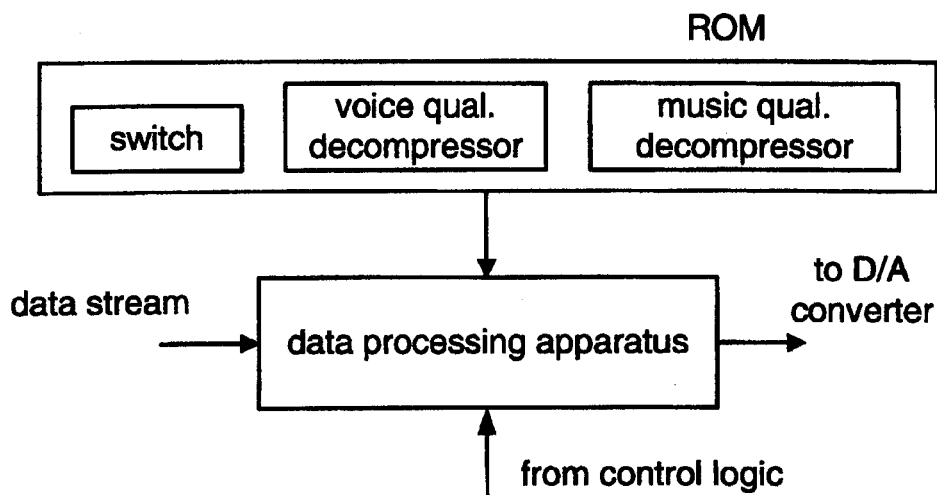 ROM
switch
voice qual.
decompressor
music qual.
decompressor
data stream
data processing apparatus
to D/A
converter
from control logic